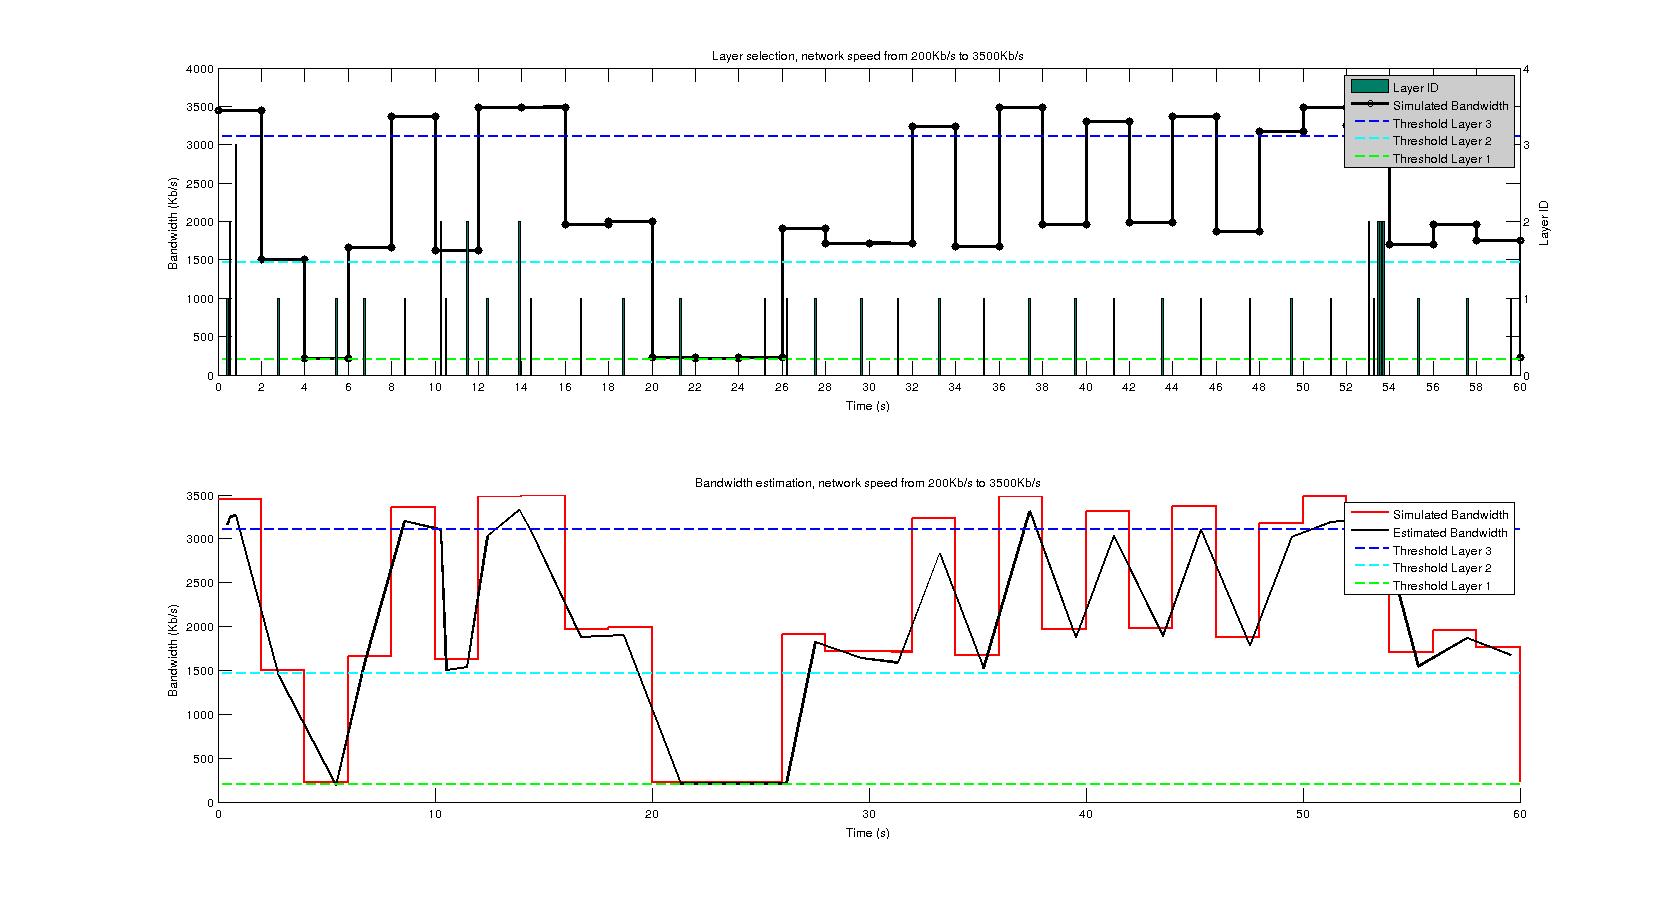 Layer selection, network speed from 200Kb/s to 3500Kb/s
4000
3500
3000
2500
2000
1500
1000
500
0
Bandwidth (Kb/s)
4
3
2
1
0
Layer ID
Layer ID
Simulated Bandwidth
Threshold Layer 3
Threshold Layer 2
Threshold Layer 1
0 2 4 6 8 10 12 14 16 18 20 22 24 26 28 30 32 34 36 38 40 42 44 46 48 50 52 54 56 58 60
Time (s)
Bandwidth estimation, network speed from 200Kb/s to 3500Kb/s
3500
3000
2500
2000
1500
1000
500
0
Bandwidth (Kb/s)
Simulated Bandwidth
Estimated Bandwidth
Threshold Layer 3
Threshold Layer 2
Threshold Layer 1
0 10 20 30 40 50 60
Time (s)